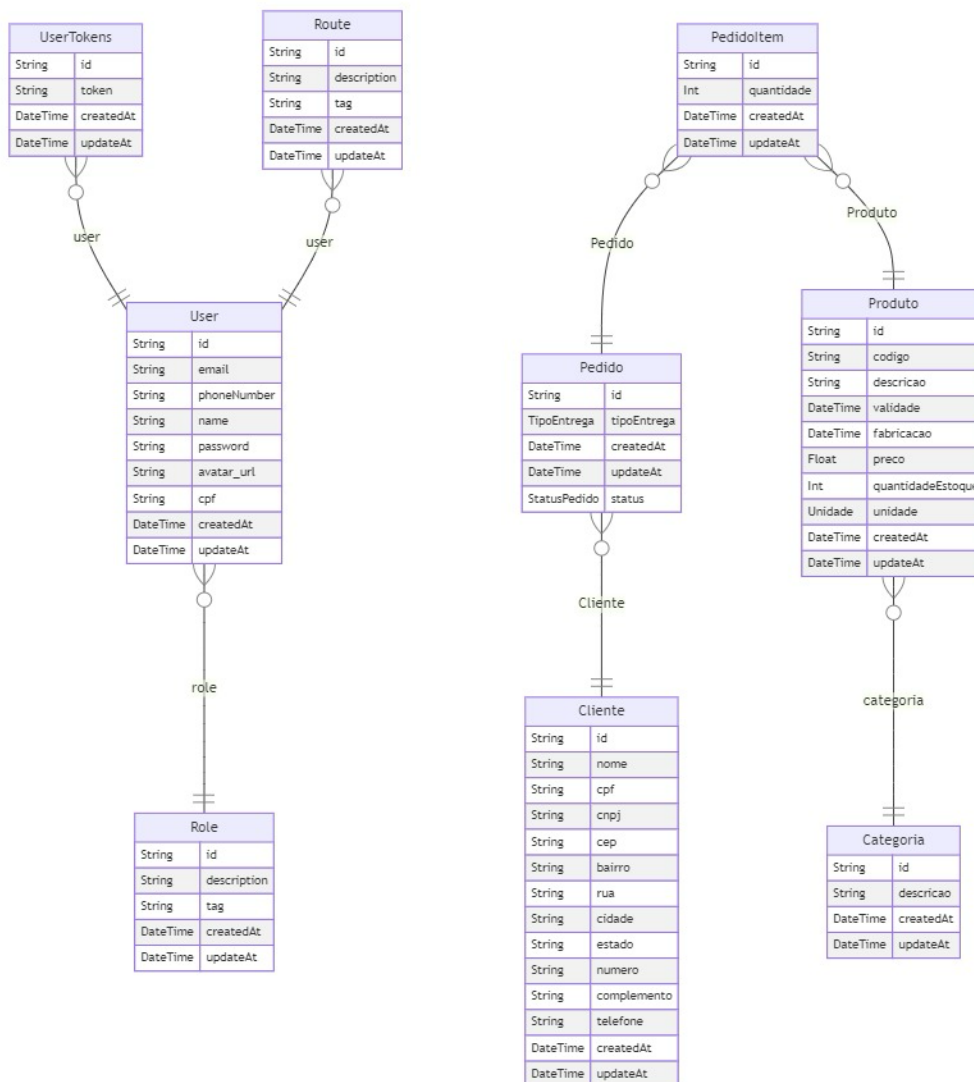 UserTokens
String id
String token
DateTime createdAt
DateTime updateAt
Route
String id
String description
String tag
DateTime createdAt
DateTime updateAt
user
user
User
String id
String email
String phoneNumber
String name
String password
String avatar_url
String cpf
DateTime createdAt
DateTime updateAt
role
Role
String id
String description
String tag
DateTime createdAt
DateTime updateAt
PedidoItem
String id
Int quantidade
DateTime createdAt
DateTime updateAt
Pedido
Produto
Pedido
String id
TipoEntrega tipoEntrega
DateTime createdAt
DateTime updateAt
StatusPedido status
Produto
String id
String codigo
String descricao
DateTime validade
DateTime fabricacao
Float preco
Int quantidadeEstoque
Unidade unidade
DateTime createdAt
DateTime updateAt
Cliente
categoria
Cliente
String id
String nome
String cpf
String cnpj
String cep
String bairro
String rua
String cidade
String estado
String numero
String complemento
String telefone
DateTime createdAt
DateTime updateAt
Categoria
String id
String descricao
DateTime createdAt
DateTime updateAt